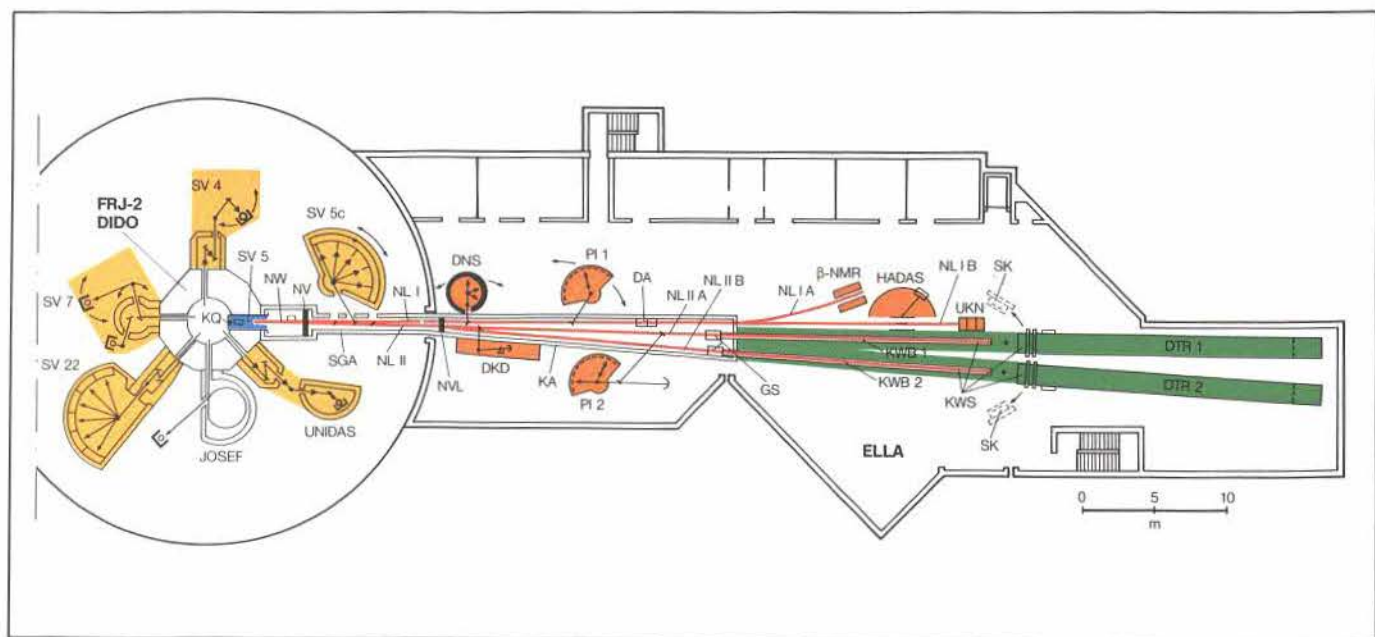 SV 4
FRJ-2
DIDO
SV 5c
SV 5
NW
NV
NL I
DNS
PI 1
DA
NL II A
NL II B
NL I A
β-NMR
HADAS
NL I B
SK
SV 7
KQ
UKN
SGA
NL II
KWB 1
DTR 1
SV 22
NVL
DKD
KA
PI 2
GS
KWB 2
KWS
DTR 2
UNIDAS
JOSEF
ELLA
SK
0 5 10
m